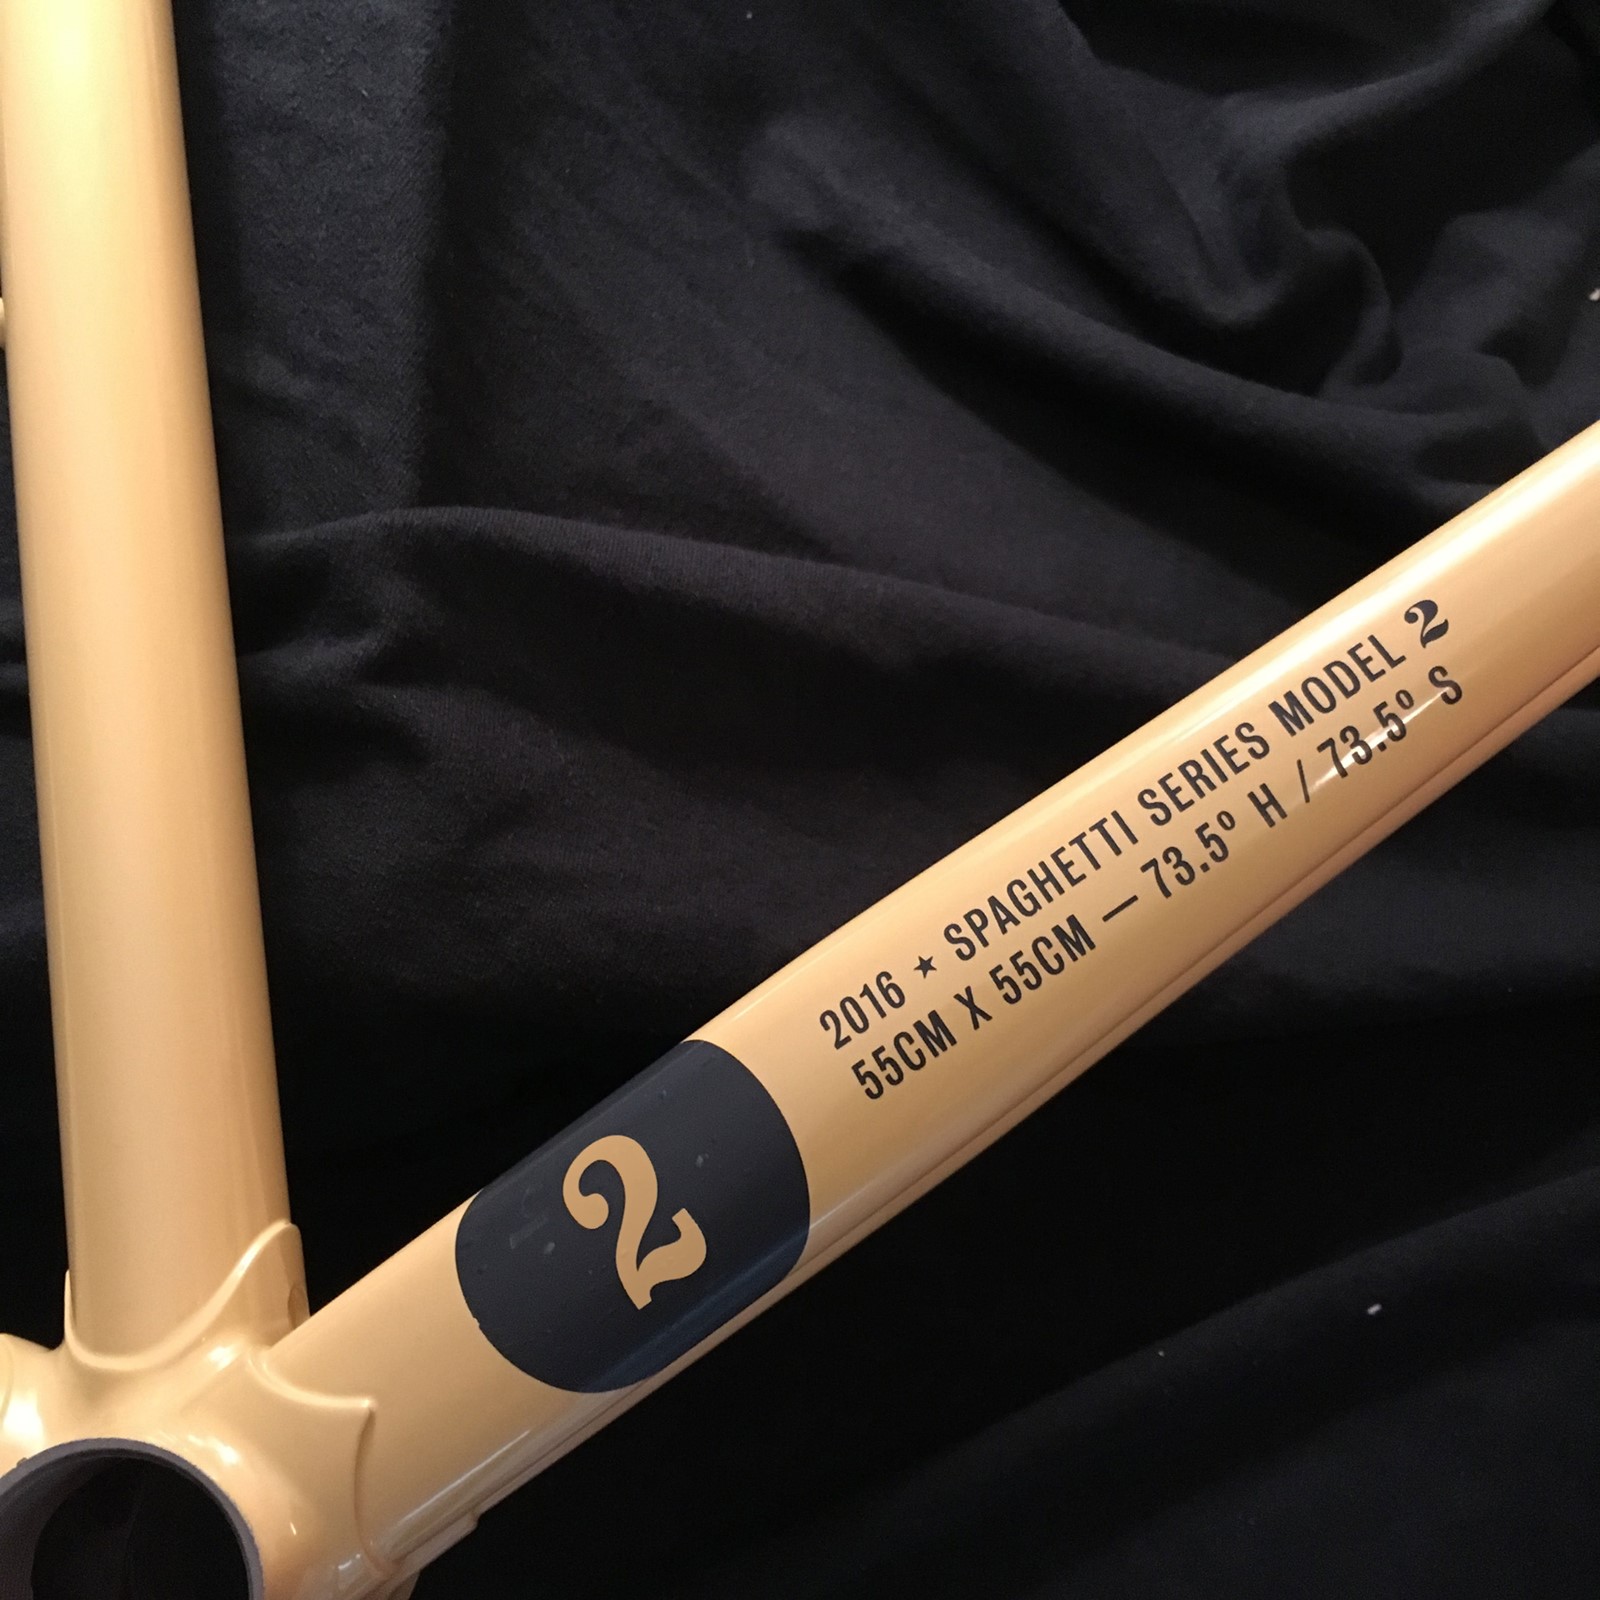 2016 ★ SPAGHETTI SERIES MODEL 2
55CM X 55CM — 73.5º H / 73.5º S
2